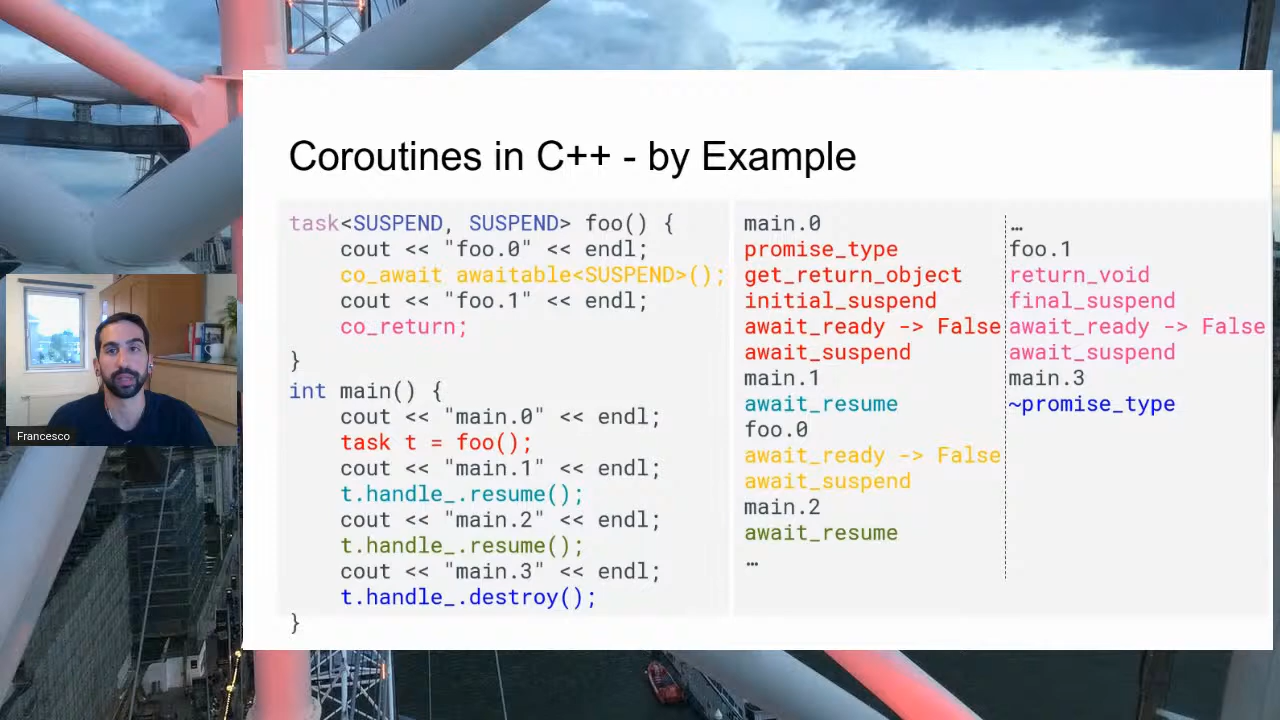 Coroutines in C++ - by Example
task<SUSPEND, SUSPEND> foo() {
cout << "foo.0" << endl;
co_await awaitable<SUSPEND>();
cout << "foo.1" << endl;
co_return;
}
int main() {
cout << "main.0" << endl;
task t = foo();
cout << "main.1" << endl;
t.handle_.resume();
cout << "main.2" << endl;
t.handle_.resume();
cout << "main.3" << endl;
t.handle_.destroy();
}
main.0
promise_type
get_return_object
initial_suspend
await_ready -> False
await_suspend
main.1
await_resume
foo.0
await_ready -> False
await_suspend
main.2
await_resume
…
…
foo.1
return_void
final_suspend
await_ready -> False
await_suspend
main.3
~promise_type
Francesco